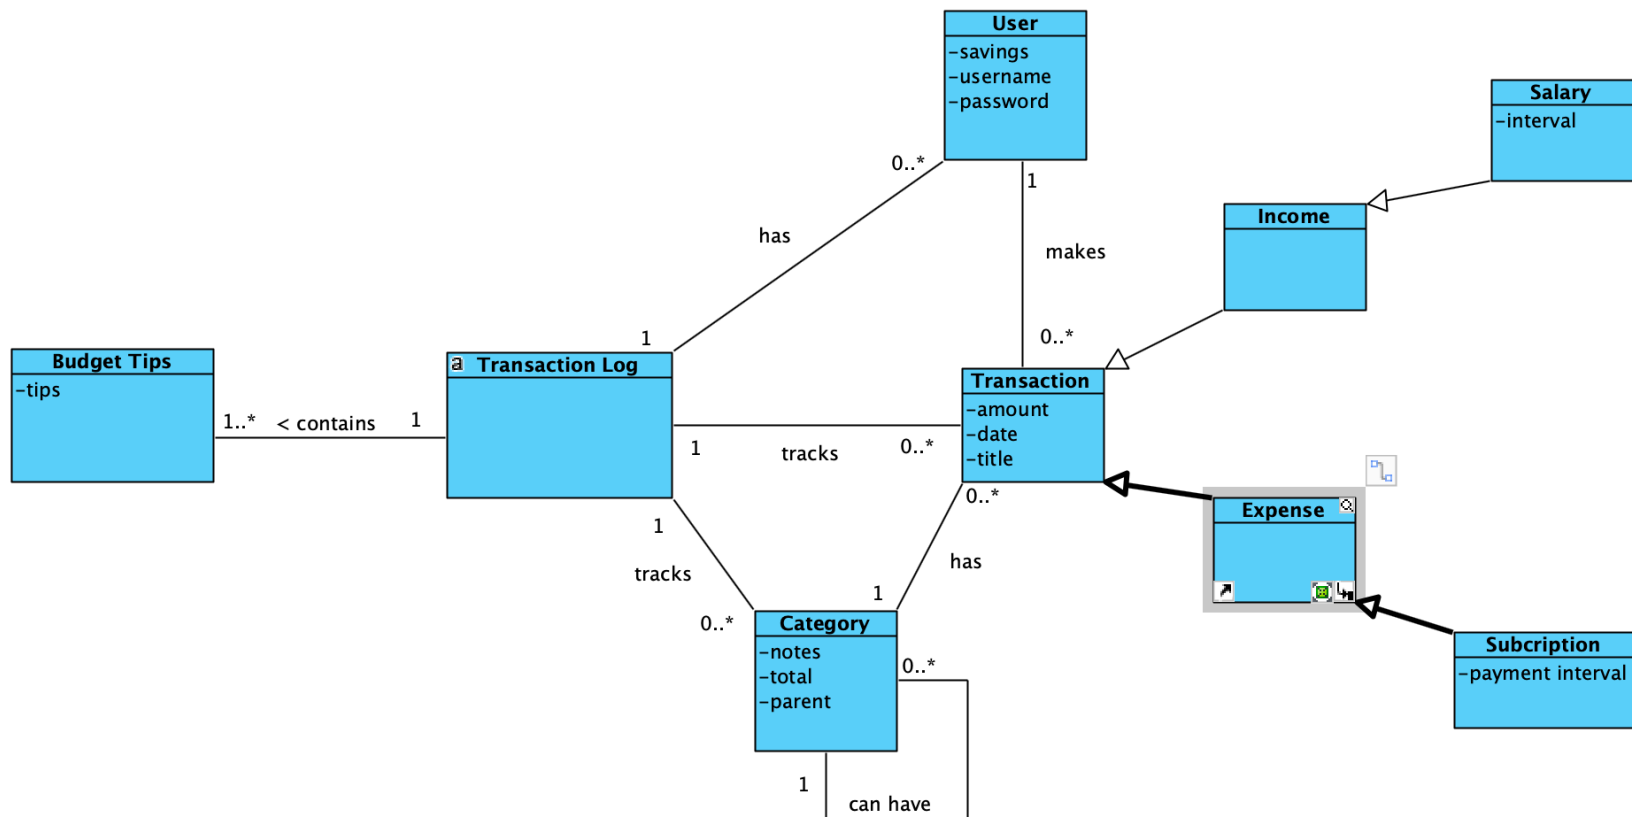 User
-savings
-username
-password
Salary
-interval
0..*
1
Income
has
makes
1
0..*
Budget Tips
-tips
a Transaction Log
Transaction
-amount
-date
-title
1..*
< contains
1
1
tracks
0..*
0..*
Expense
1
tracks
has
1
0..*
Category
-notes
-total
-parent
0..*
Subcription
-payment interval
1
can have